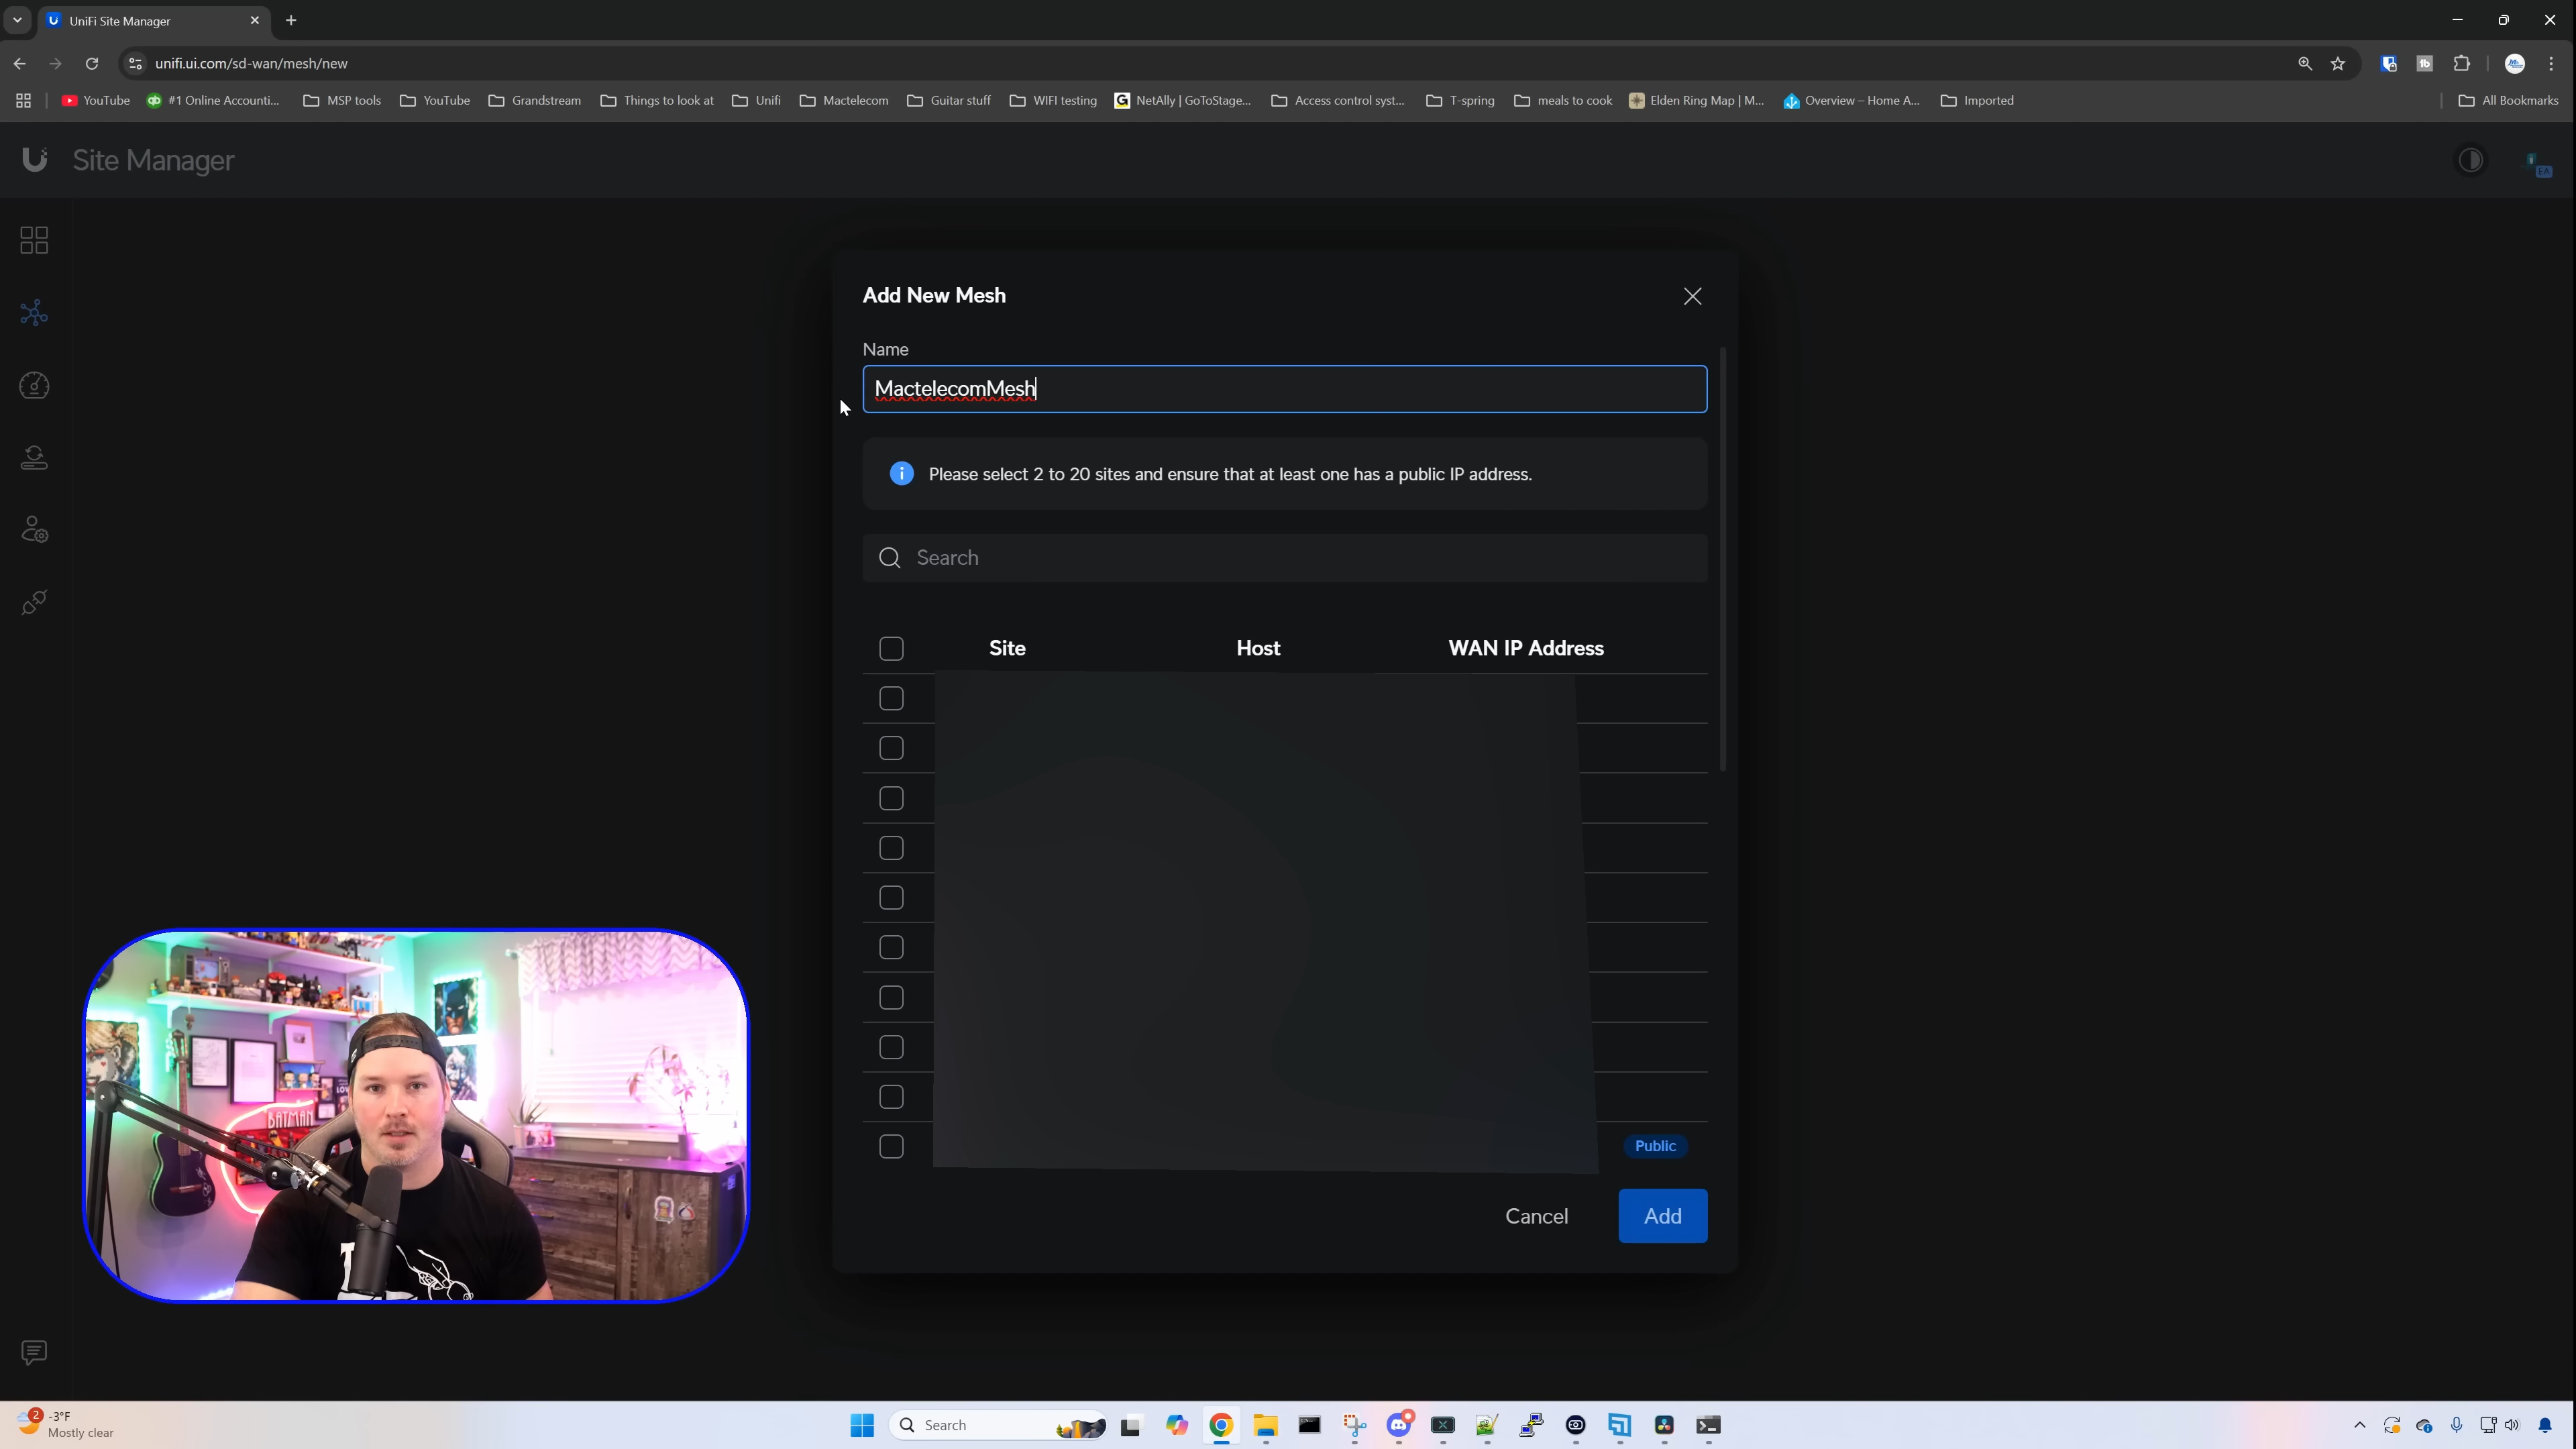 UniFi Site Manager
unifi.ui.com/sd-wan/mesh/new
YouTube
#1 Online Accounti...
MSP tools
YouTube
Grandstream
Things to look at
Unifi
Mactelecom
Guitar stuff
WIFI testing
NetAlly | GoToStage...
Access control syst...
T-spring
meals to cook
Elden Ring Map | M...
Overview – Home A...
Imported
All Bookmarks
Site Manager
EA
Add New Mesh
Name
MactelecomMesh
Please select 2 to 20 sites and ensure that at least one has a public IP address.
Search
Site Host WAN IP Address
Public
Cancel Add
BATMAN
2
-3°F
Mostly clear
Search